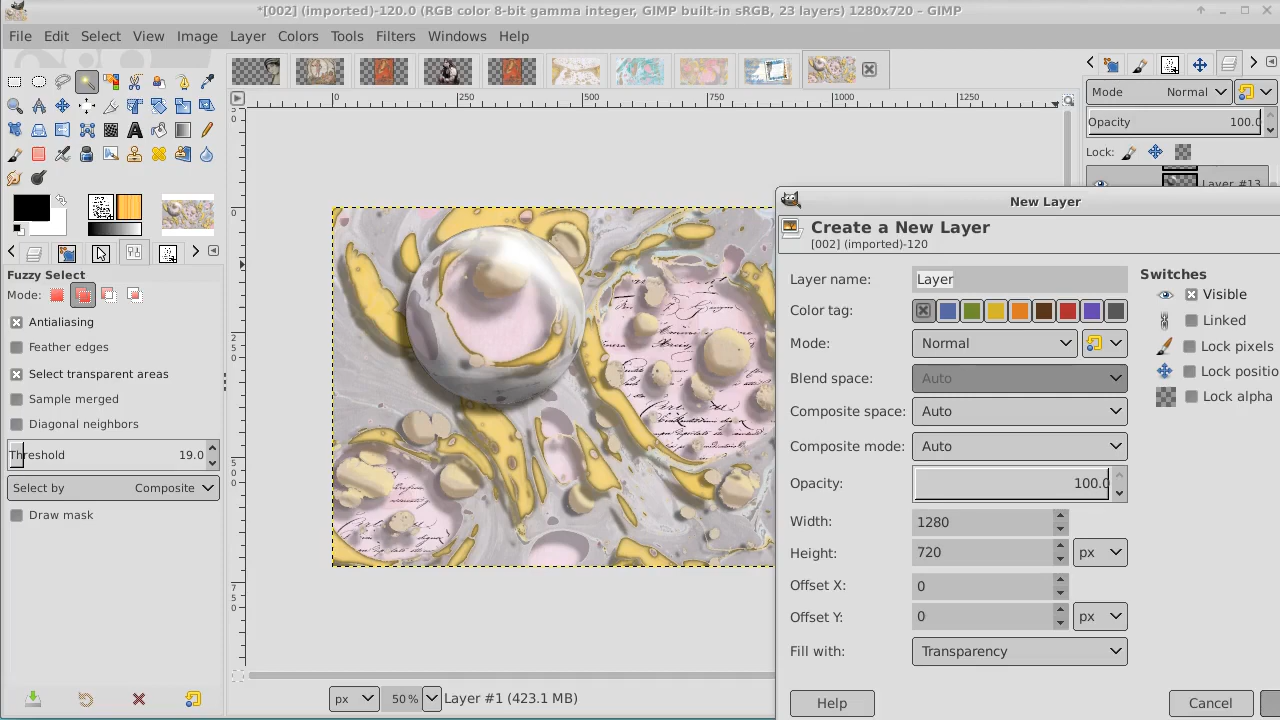 *[002] (imported)-120.0 (RGB color 8-bit gamma integer, GIMP built-in sRGB, 23 layers) 1280x720 – GIMP
File Edit Select View Image Layer Colors Tools Filters Windows Help
0 250 500 750 1000 1250
0
250
500
750
Mode Normal
Opacity 100.0
Lock:
Layer #13
Fuzzy Select
Mode:
Antialiasing
Feather edges
Select transparent areas
Sample merged
Diagonal neighbors
Threshold 19.0
Select by Composite
Draw mask
New Layer
Create a New Layer
[002] (imported)-120
Layer name: Layer
Color tag:
Mode: Normal
Blend space: Auto
Composite space: Auto
Composite mode: Auto
Opacity: 100.0
Width: 1280
Height: 720 px
Offset X: 0
Offset Y: 0 px
Fill with: Transparency
Switches
Visible
Linked
Lock pixels
Lock positio
Lock alpha
Help Cancel
px 50 % Layer #1 (423.1 MB)